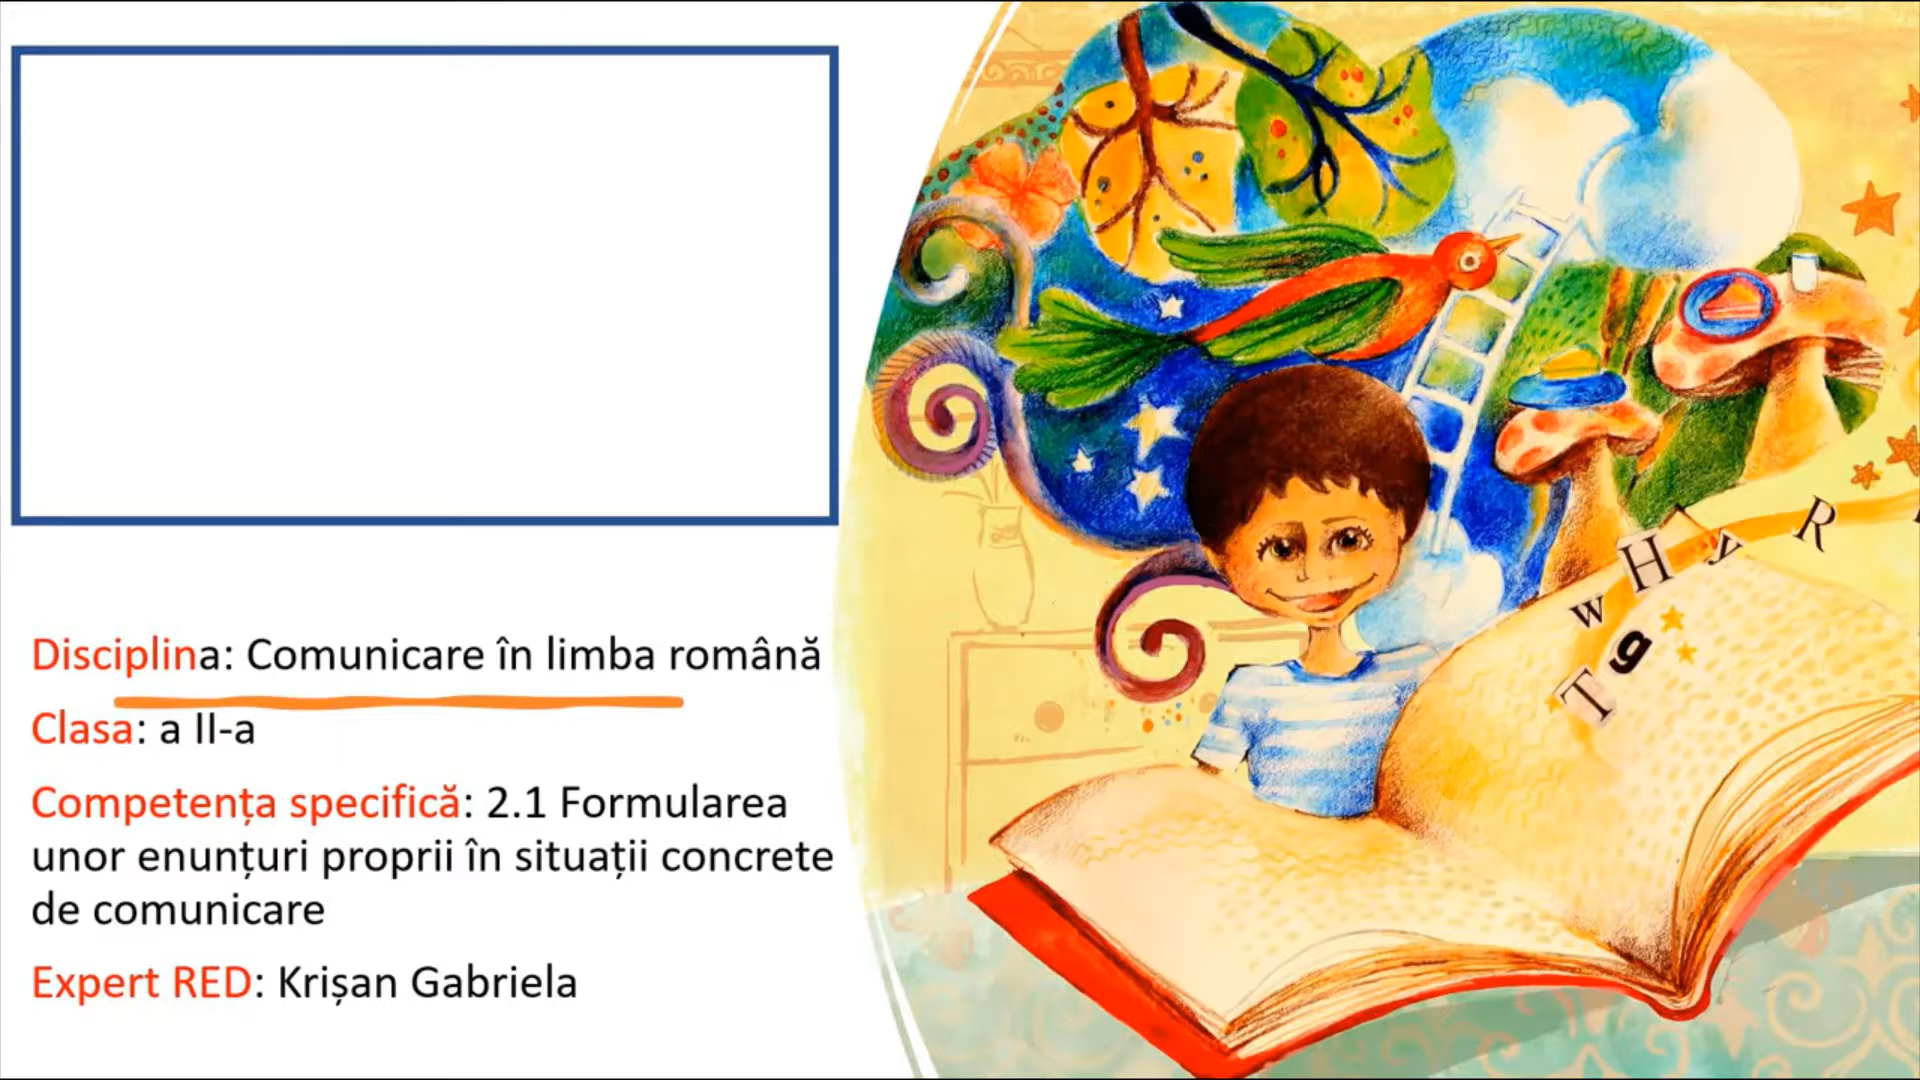 Disciplina: Comunicare în limba română
Clasa: a II-a
Competența specifică: 2.1 Formularea
unor enunțuri proprii în situații concrete
de comunicare
Expert RED: Krișan Gabriela
R
H y
w
g
T